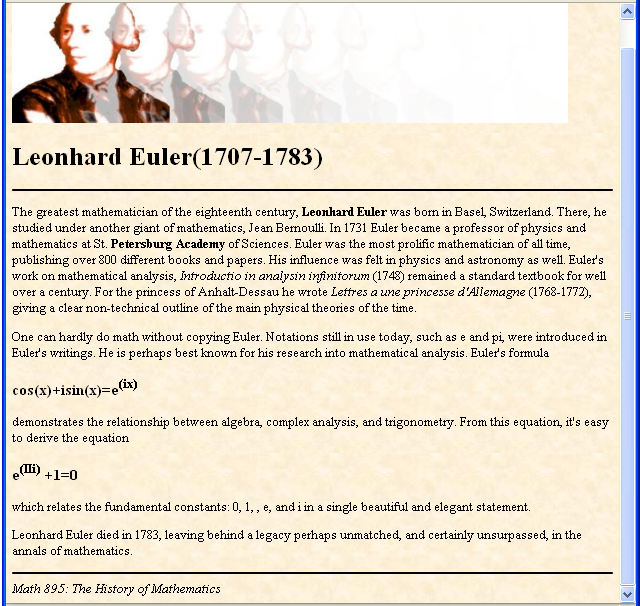 Leonhard Euler(1707-1783)
The greatest mathematician of the eighteenth century, Leonhard Euler was born in Basel, Switzerland. There, he
studied under another giant of mathematics, Jean Bernoulli. In 1731 Euler became a professor of physics and
mathematics at St. Petersburg Academy of Sciences. Euler was the most prolific mathematician of all time,
publishing over 800 different books and papers. His influence was felt in physics and astronomy as well. Euler's
work on mathematical analysis, Introductio in analysin infinitorum (1748) remained a standard textbook for well
over a century. For the princess of Anhalt-Dessau he wrote Lettres a une princesse d'Allemagne (1768-1772),
giving a clear non-technical outline of the main physical theories of the time.
One can hardly do math without copying Euler. Notations still in use today, such as e and pi, were introduced in
Euler's writings. He is perhaps best known for his research into mathematical analysis. Euler's formula
cos(x)+isin(x)=e(ix)
demonstrates the relationship between algebra, complex analysis, and trigonometry. From this equation, it's easy
to derive the equation
e(IIi) +1=0
which relates the fundamental constants: 0, 1, , e, and i in a single beautiful and elegant statement.
Leonhard Euler died in 1783, leaving behind a legacy perhaps unmatched, and certainly unsurpassed, in the
annals of mathematics.
Math 895: The History of Mathematics